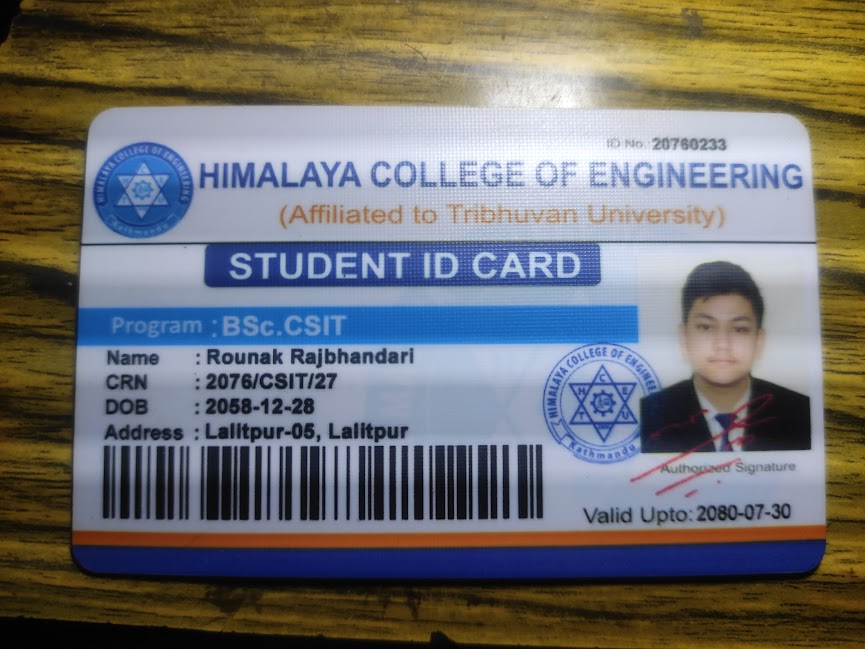 HIMALAYA COLLEGE OF ENGINEERING
Kathmandu
ID No.: 20760233
HIMALAYA COLLEGE OF ENGINEERING
(Affiliated to Tribhuvan University)
STUDENT ID CARD
Program : BSc.CSIT
Name : Rounak Rajbhandari
CRN : 2076/CSIT/27
DOB : 2058-12-28
Address : Lalitpur-05, Lalitpur
HIMALAYA COLLEGE OF ENGINEERING
Kathmandu
Authorized Signature
Valid Upto: 2080-07-30